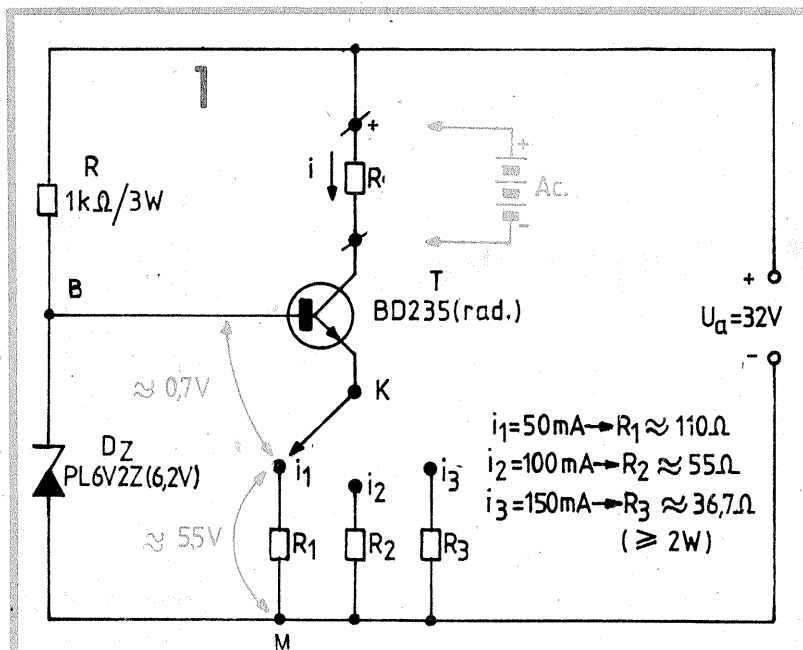 1
+
R
1kΩ/3W
i
R'
+
Ac.
-
B
T
BD235(rad.)
+
Ua=32V
-
≈ 0,7V
K
DZ
PL6V2Z(6,2V)
i1
i2
i3
i1=50mA→R1≈110Ω
i2=100mA→R2≈55Ω
i3=150mA→R3≈36,7Ω
(⩾ 2W)
≈ 5,5V
R1
R2
R3
M